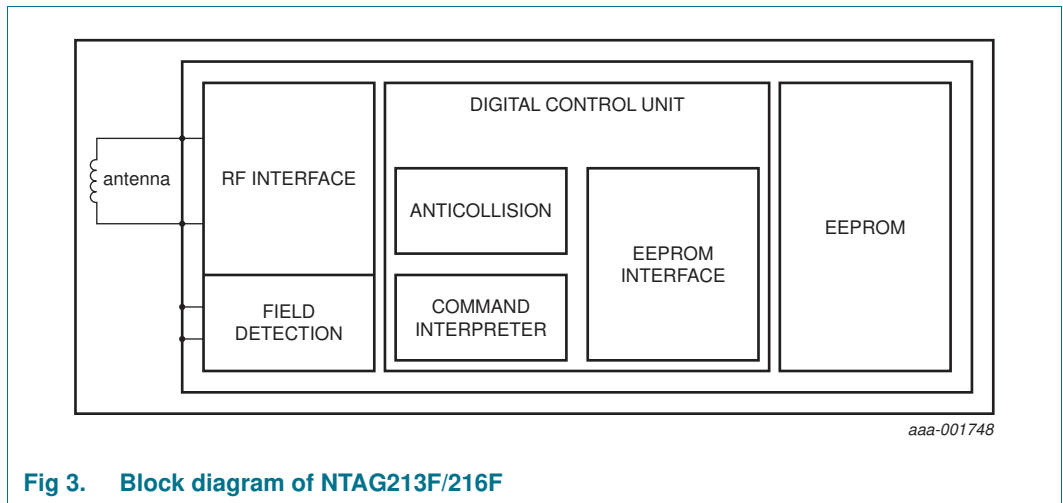 antenna
RF INTERFACE
FIELD
DETECTION
DIGITAL CONTROL UNIT
ANTICOLLISION
COMMAND
INTERPRETER
EEPROM
INTERFACE
EEPROM
aaa-001748
Fig 3. Block diagram of NTAG213F/216F